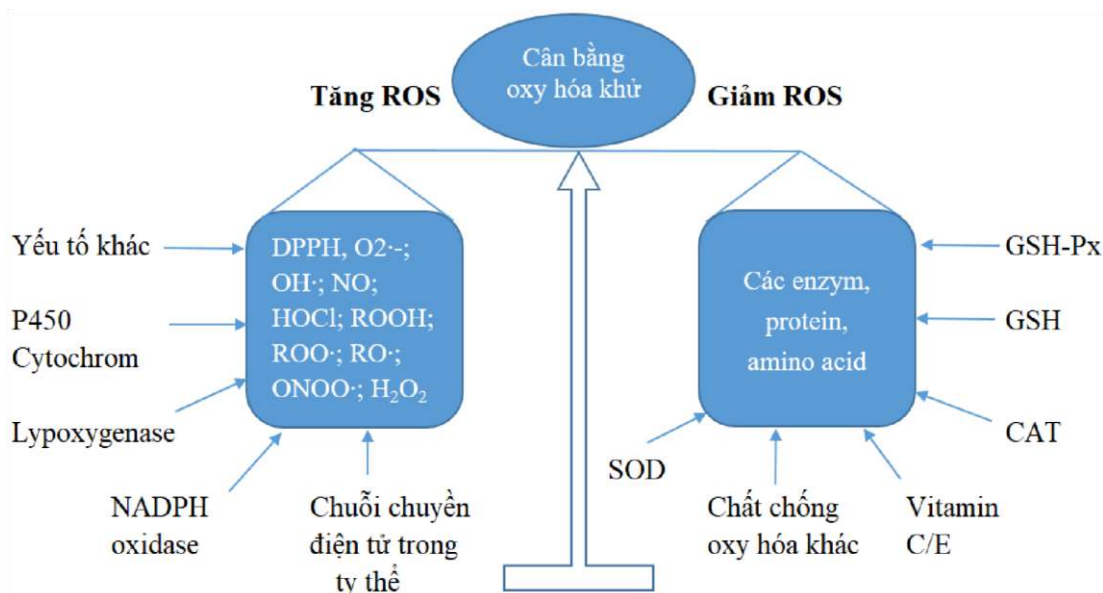 Cân bằng
oxy hóa khử
Tăng ROS
Giảm ROS
Yếu tố khác
P450
Cytochrom
Lypoxygenase
NADPH
oxidase
Chuỗi chuyền
điện tử trong
ty thể
DPPH, O2·-;
OH·; NO;
HOCl; ROOH;
ROO·; RO·;
ONOO·; H₂O₂
Các enzym,
protein,
amino acid
GSH-Px
GSH
CAT
SOD
Chất chống
oxy hóa khác
Vitamin
C/E